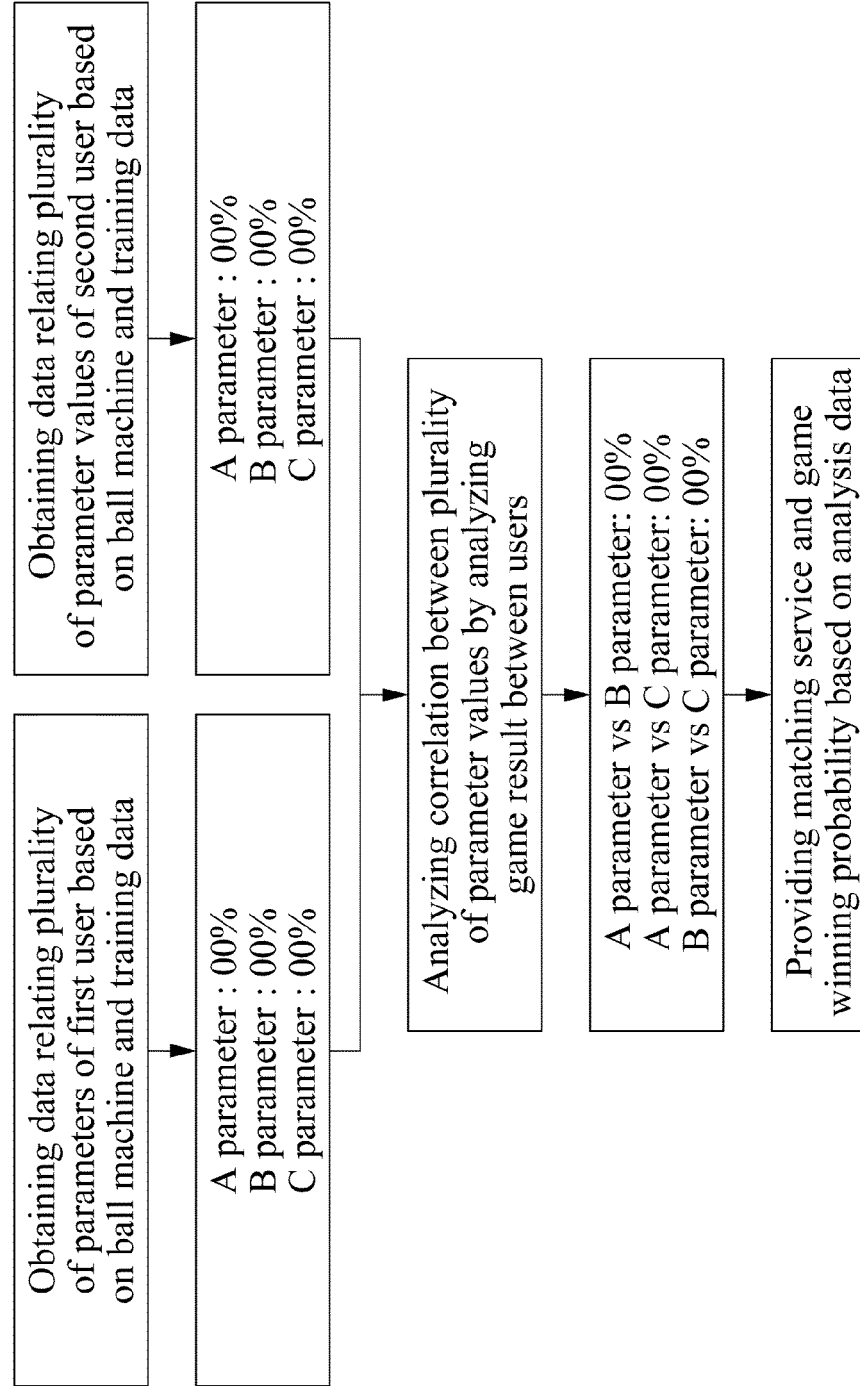 Obtaining data relating plurality
of parameters of first user based
on ball machine and training data
Obtaining data relating plurality
of parameter values of second user based
on ball machine and training data
A parameter : 00%
B parameter : 00%
C parameter : 00%
A parameter : 00%
B parameter : 00%
C parameter : 00%
Analyzing correlation between plurality
of parameter values by analyzing
game result between users
A parameter vs B parameter: 00%
A parameter vs C parameter: 00%
B parameter vs C parameter: 00%
Providing matching service and game
winning probability based on analysis data